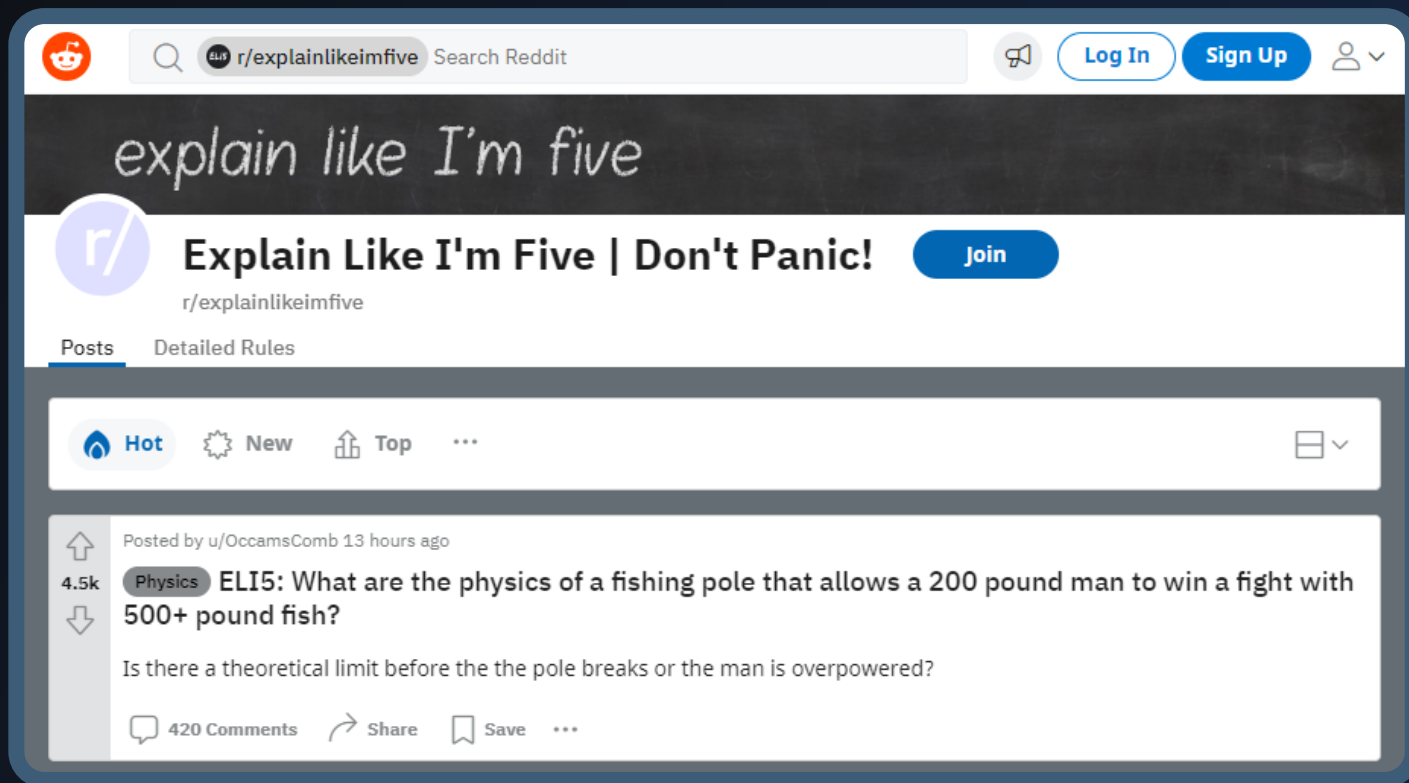 ELI5 r/explainlikeimfive Search Reddit Log In Sign Up
explain like I'm five
r/ Explain Like I'm Five | Don't Panic! Join
r/explainlikeimfive
Posts Detailed Rules
Hot New Top ...
Posted by u/OccamsComb 13 hours ago
4.5k Physics ELI5: What are the physics of a fishing pole that allows a 200 pound man to win a fight with
500+ pound fish?
Is there a theoretical limit before the the pole breaks or the man is overpowered?
420 Comments Share Save ...